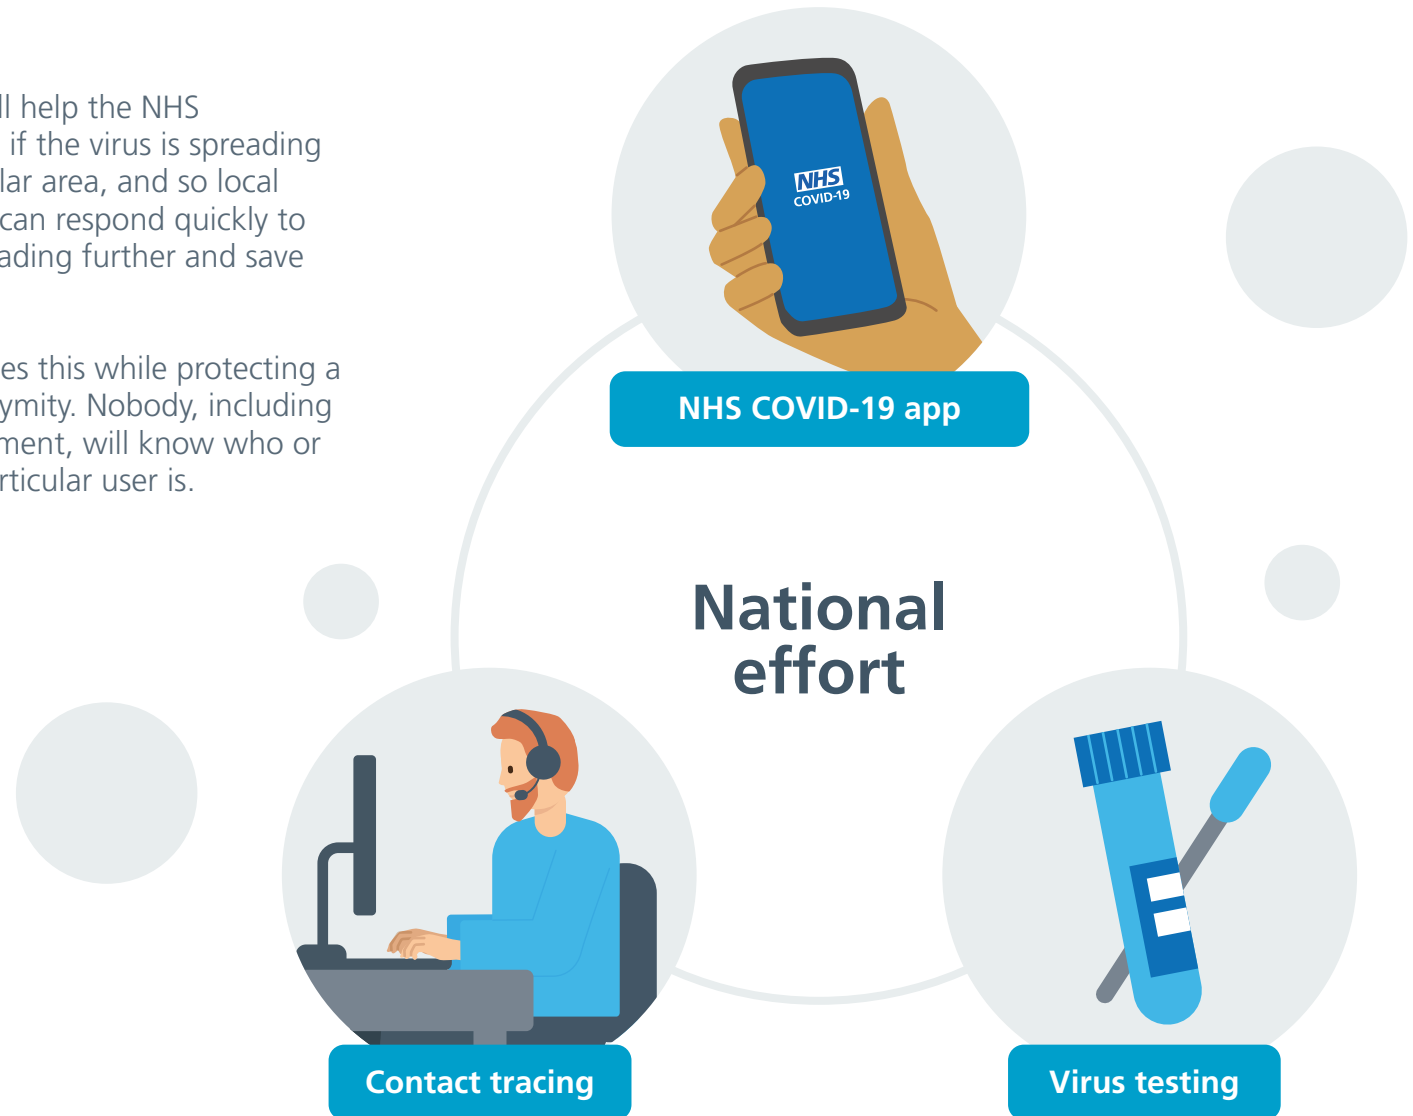 ll help the NHS
if the virus is spreading
lar area, and so local
can respond quickly to
ading further and save
es this while protecting a
ymity. Nobody, including
ment, will know who or
rticular user is.
NHS
COVID-19
NHS COVID-19 app
National
effort
Contact tracing
Virus testing